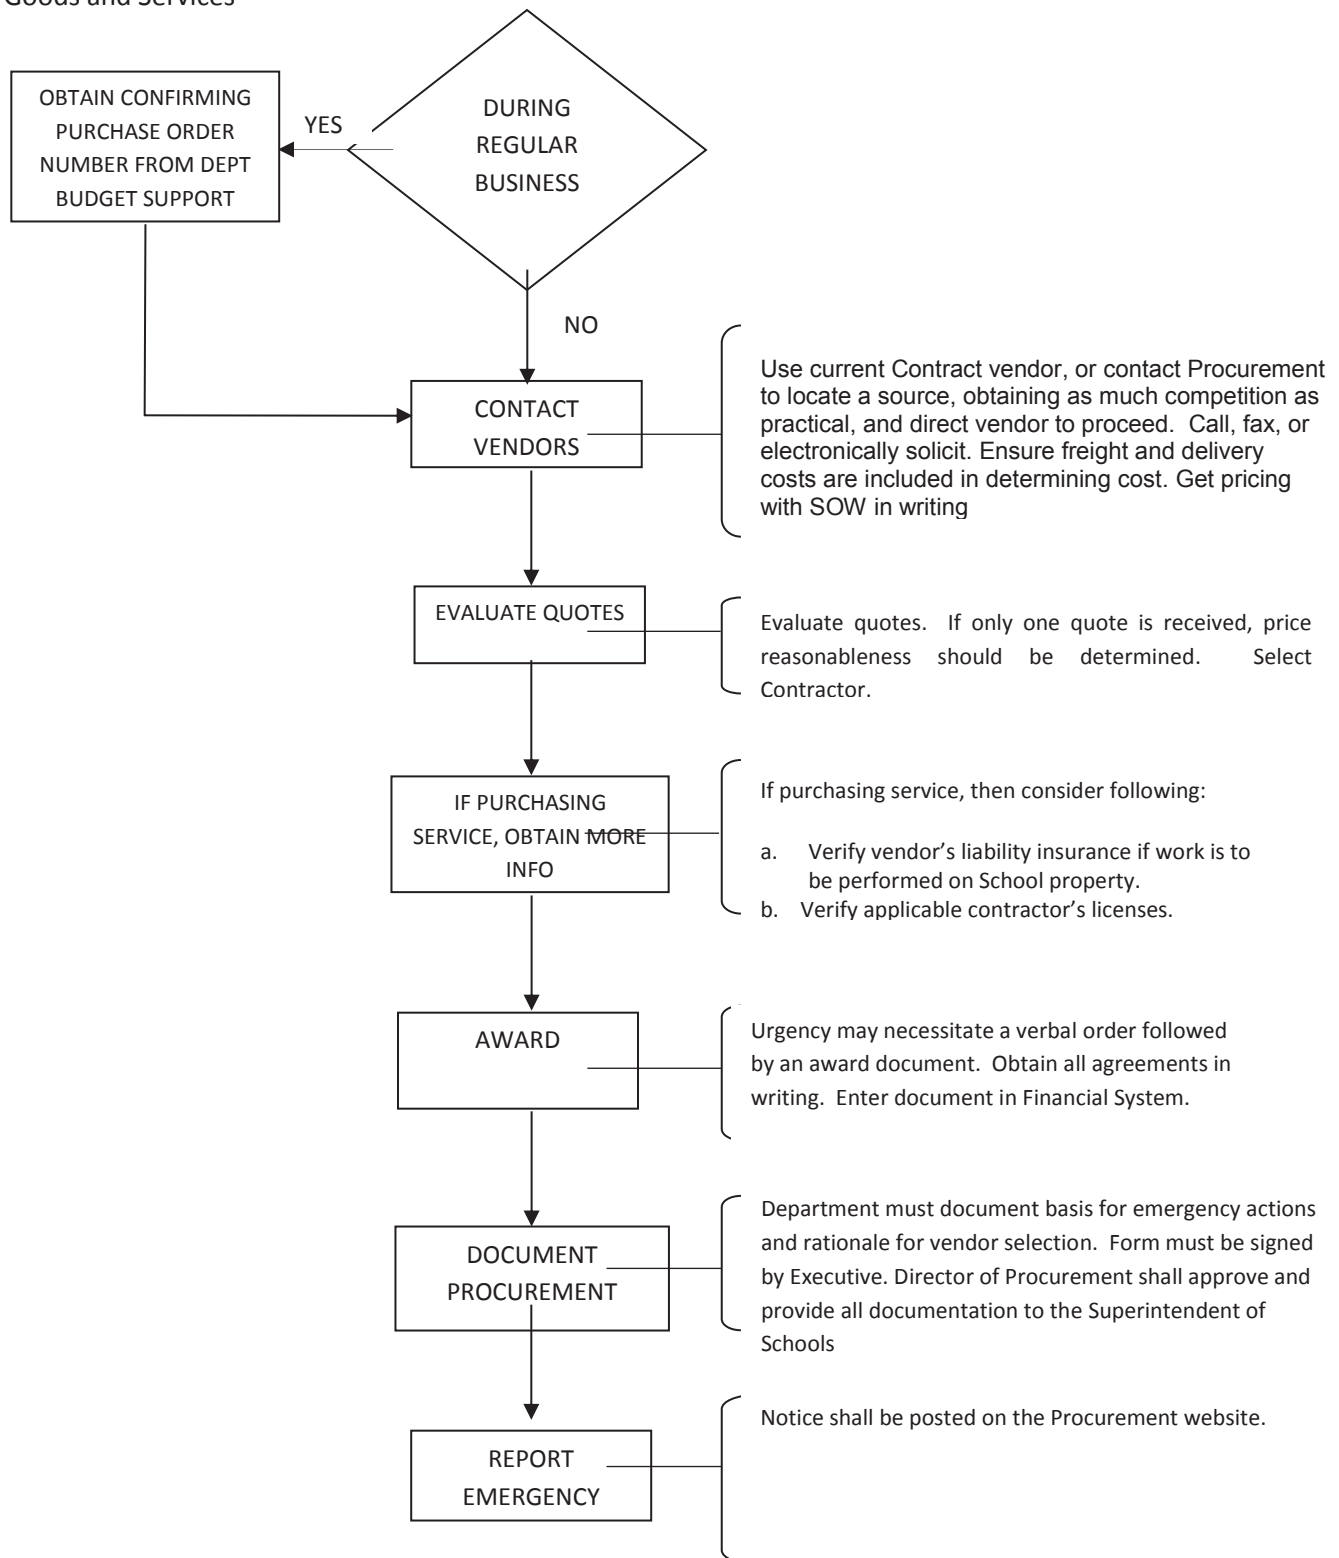 Goods and Services
OBTAIN CONFIRMING
PURCHASE ORDER
NUMBER FROM DEPT
BUDGET SUPPORT
YES
DURING
REGULAR
BUSINESS
NO
CONTACT
VENDORS
Use current Contract vendor, or contact Procurement
to locate a source, obtaining as much competition as
practical, and direct vendor to proceed. Call, fax, or
electronically solicit. Ensure freight and delivery
costs are included in determining cost. Get pricing
with SOW in writing
EVALUATE QUOTES
Evaluate quotes. If only one quote is received, price
reasonableness should be determined. Select
Contractor.
IF PURCHASING
SERVICE, OBTAIN MORE
INFO
If purchasing service, then consider following:
a. Verify vendor’s liability insurance if work is to
be performed on School property.
b. Verify applicable contractor’s licenses.
AWARD
Urgency may necessitate a verbal order followed
by an award document. Obtain all agreements in
writing. Enter document in Financial System.
DOCUMENT
PROCUREMENT
Department must document basis for emergency actions
and rationale for vendor selection. Form must be signed
by Executive. Director of Procurement shall approve and
provide all documentation to the Superintendent of
Schools
REPORT
EMERGENCY
Notice shall be posted on the Procurement website.